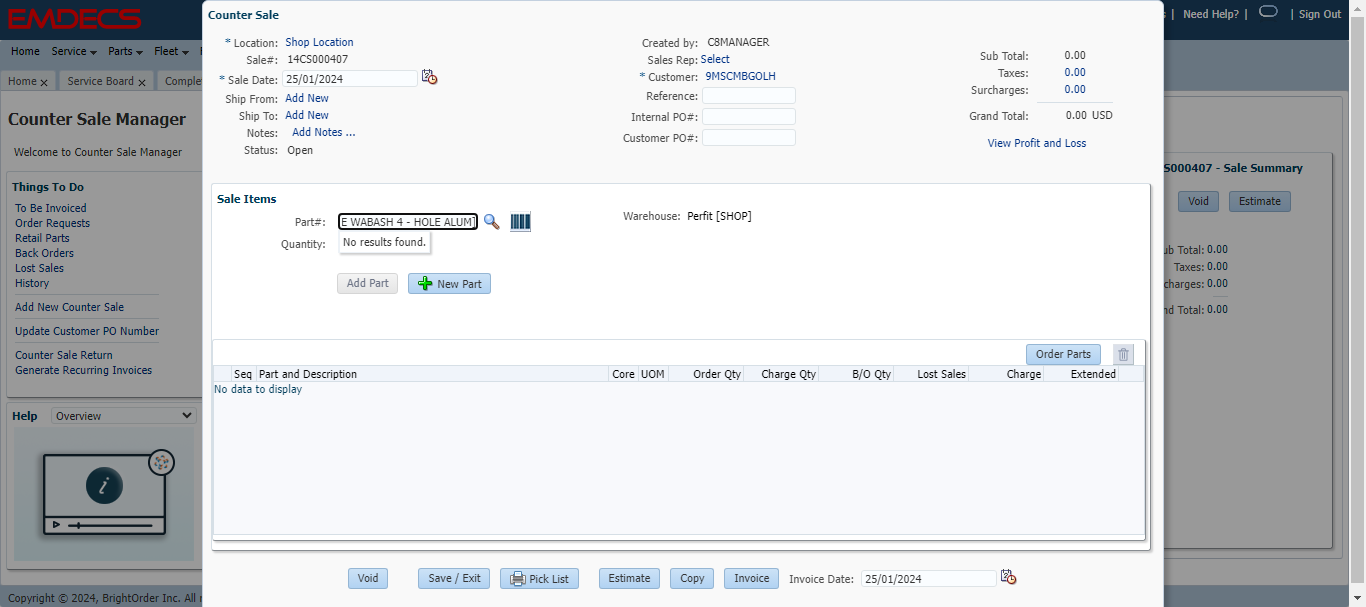 EMDECS
Need Help? |
| Sign Out
Home Service Parts Fleet
Home x Service Board x Comple
Counter Sale Manager
Welcome to Counter Sale Manager
Things To Do
To Be Invoiced
Order Requests
Retail Parts
Back Orders
Lost Sales
History
Add New Counter Sale
Update Customer PO Number
Counter Sale Return
Generate Recurring Invoices
Help Overview
i
Copyright © 2024, BrightOrder Inc. All r
Counter Sale
* Location: Shop Location
Sale#: 14CS000407
* Sale Date: 25/01/2024
Ship From: Add New
Ship To: Add New
Notes: Add Notes ...
Status: Open
Created by: C8MANAGER
Sales Rep: Select
* Customer: 9MSCMBGOLH
Reference:
Internal PO#:
Customer PO#:
Sub Total: 0.00
Taxes: 0.00
Surcharges: 0.00
Grand Total: 0.00 USD
View Profit and Loss
Sale Items
Part#: E WABASH 4 - HOLE ALUM]
No results found.
Quantity:
Warehouse: Perfit [SHOP]
Add Part New Part
Order Parts
Seq Part and Description Core UOM Order Qty Charge Qty B/O Qty Lost Sales Charge Extended
No data to display
Void Save / Exit Pick List Estimate Copy Invoice Invoice Date: 25/01/2024
S000407 - Sale Summary
Void Estimate
ub Total: 0.00
Taxes: 0.00
charges: 0.00
nd Total: 0.00